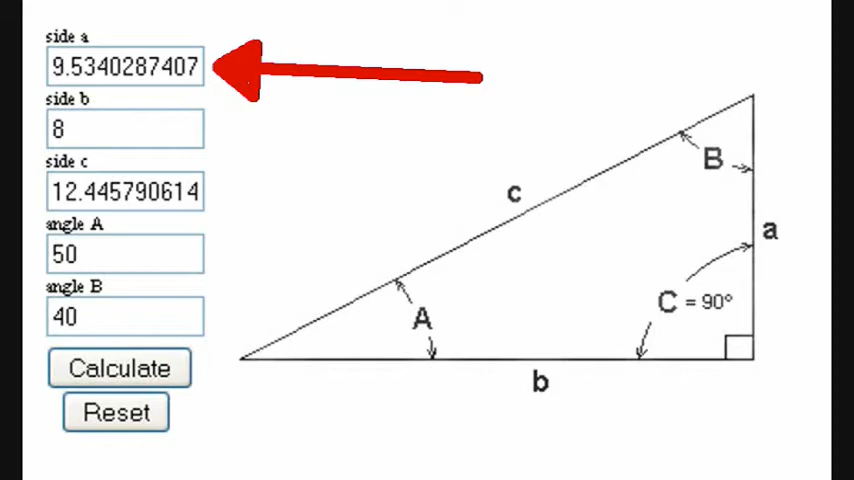 side a
9.5340287407
side b
8
side c
12.445790614
angle A
50
angle B
40
Calculate
Reset
c
B
a
C = 90°
A
b